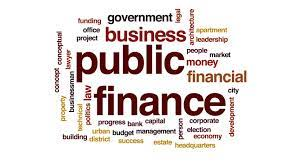 legal
funding
government
architecture
office
apartment
project
business
leadership
conceptual
people
market
public
concept
lawyer
businessman
money
financial
property
technical
politics
law
finance
city
development
urban
progress
bank
capital
corporate
building
district
budget
management
person
election
economy
success
estate
headquarters